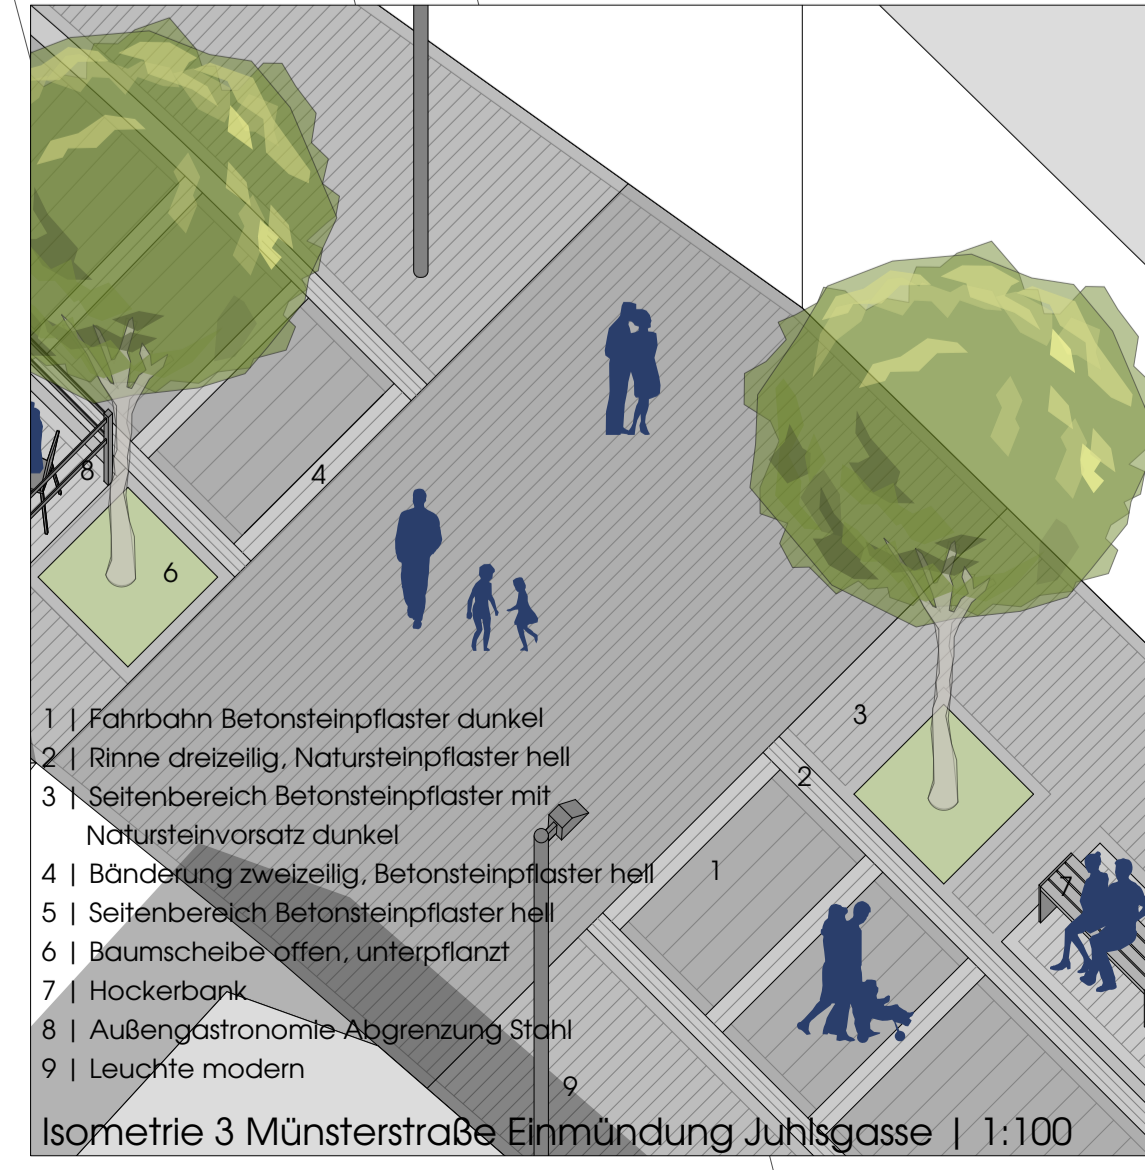 8
4
6
3
2
1
7
9
1 | Fahrbahn Betonsteinpflaster dunkel
2 | Rinne dreizeilig, Natursteinpflaster hell
3 | Seitenbereich Betonsteinpflaster mit
Natursteinvorsatz dunkel
4 | Bänderung zweizeilig, Betonsteinpflaster hell
5 | Seitenbereich Betonsteinpflaster hell
6 | Baumscheibe offen, unterpflanzt
7 | Hockerbank
8 | Außengastronomie Abgrenzung Stahl
9 | Leuchte modern
Isometrie 3 Münsterstraße Einmündung Juhlsgasse | 1:100